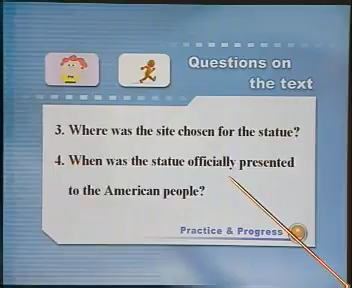 Questions on
the text
3. Where was the site chosen for the statue?
4. When was the statue officially presented
to the American people?
Practice & Progress